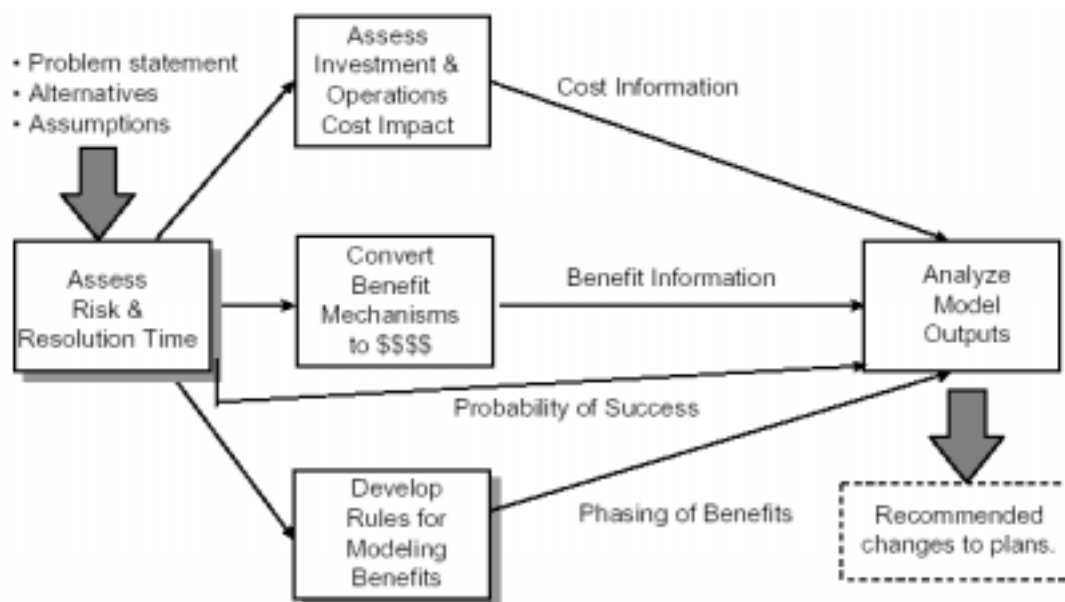 • Problem statement
• Alternatives
• Assumptions
Assess
Investment &
Operations
Cost Impact
Cost Information
Assess
Risk &
Resolution Time
Convert
Benefit
Mechanisms
to $$$$
Benefit Information
Analyze
Model
Outputs
Probability of Success
Develop
Rules for
Modeling
Benefits
Phasing of Benefits
Recommended
changes to plans.